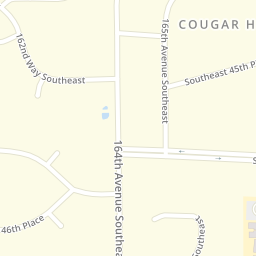 COUGAR H
162nd Way Southeast
165th Avenue Southeast
Southeast 45th P
164th Avenue Southea
S
46th Place